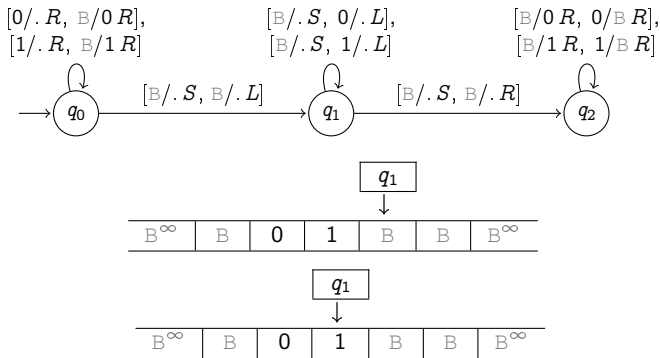 [0/. R, B/0 R], [B/. S, 0/. L], [B/0 R, 0/B R],
[1/. R, B/1 R] [B/. S, 1/. L] [B/1 R, 1/B R]
[B/. S, B/. L] [B/. S, B/. R]
q0 q1 q2
q1
B∞ B 0 1 B B B∞
q1
B∞ B 0 1 B B B∞